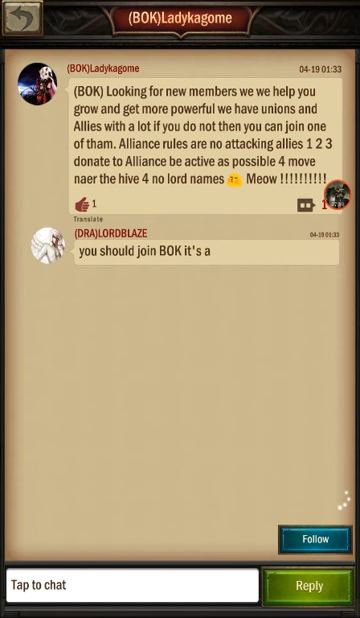 (BOK)Ladykagome
(BOK)Ladykagome 04-19 01:33
(BOK) Looking for new members we we help you
grow and get more powerful we have unions and
Allies with a lot if you do not then you can join one
of tham. Alliance rules are no attacking allies 1 2 3
donate to Alliance be active as possible 4 move
naer the hive 4 no lord names 🤗 Meow !!!!!!!!!!
1 1
Translate
(DRA)LORDBLAZE 04-19 01:33
you should join BOK it's a
Follow
Tap to chat
Reply